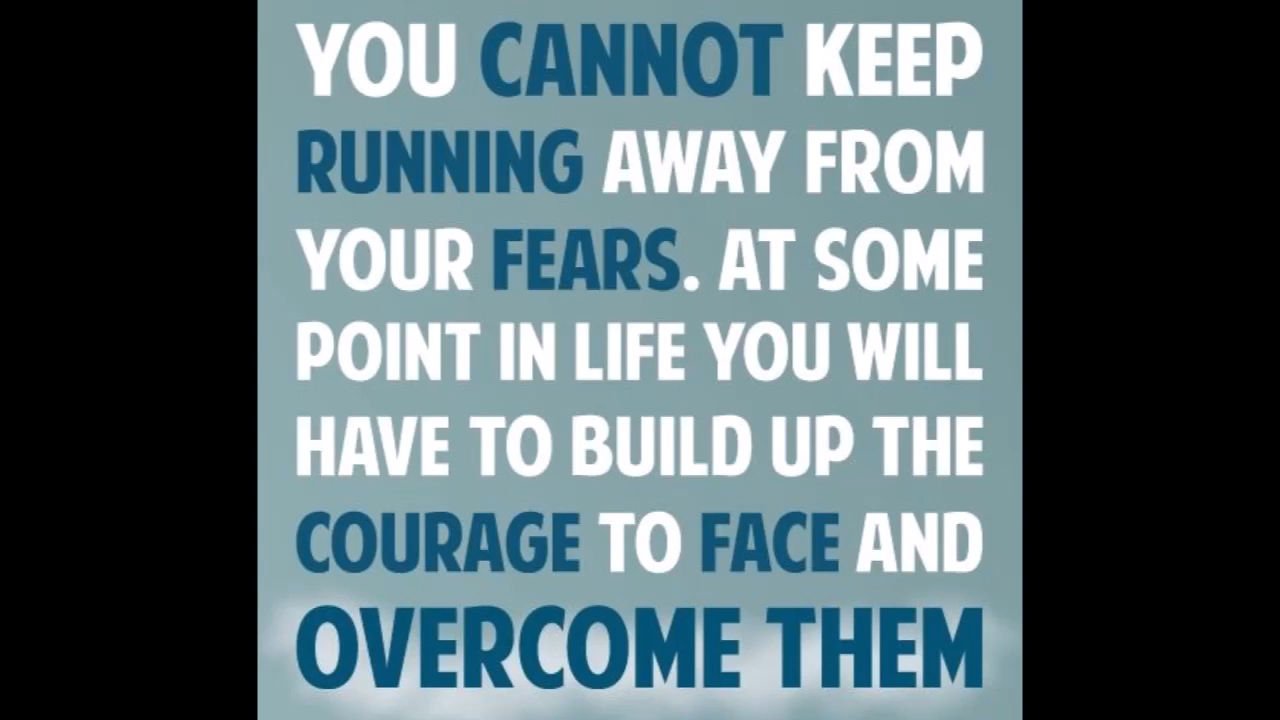 YOU CANNOT KEEP
RUNNING AWAY FROM
YOUR FEARS. AT SOME
POINT IN LIFE YOU WILL
HAVE TO BUILD UP THE
COURAGE TO FACE AND
OVERCOME THEM